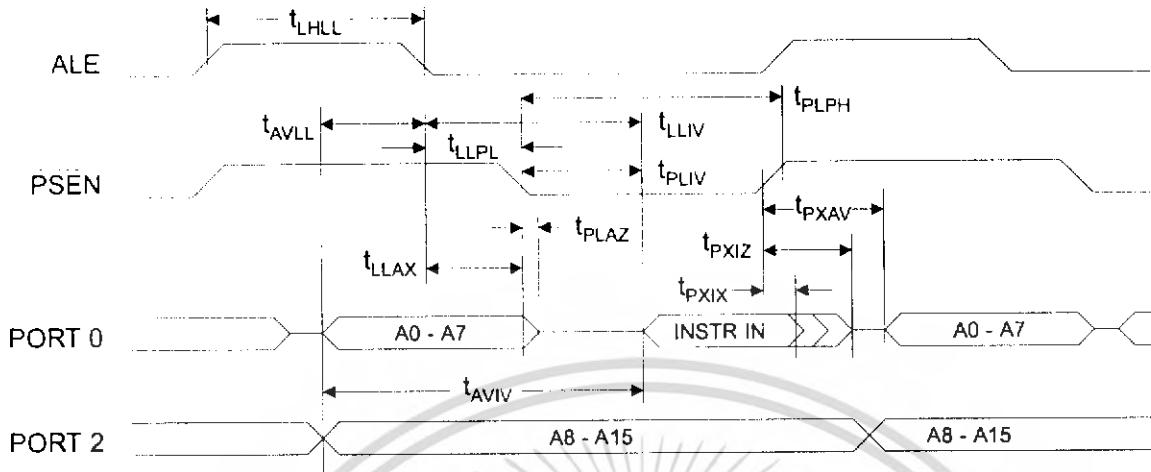 tLHLL
ALE
tPLPH
tAVLL
tLLIV
tLLPL
PSEN
tPLIV
tPXAV
tPLAZ
tPXIZ
tLLAX
tPXIX
PORT 0
A0 - A7
INSTR IN
A0 - A7
tAVIV
PORT 2
A8 - A15
A8 - A15